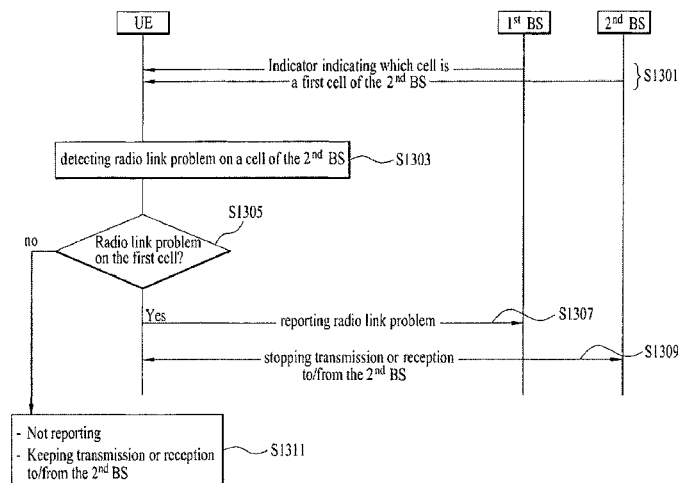 UE
1st BS
2nd BS
Indicator indicating which cell is
a first cell of the 2nd BS
S1301
detecting radio link problem on a cell of the 2nd BS
S1303
S1305
no
Radio link problem
on the first cell?
Yes
reporting radio link problem
S1307
stopping transmission or reception
to/from the 2nd BS
S1309
- Not reporting
- Keeping transmission or reception
to/from the 2nd BS
S1311